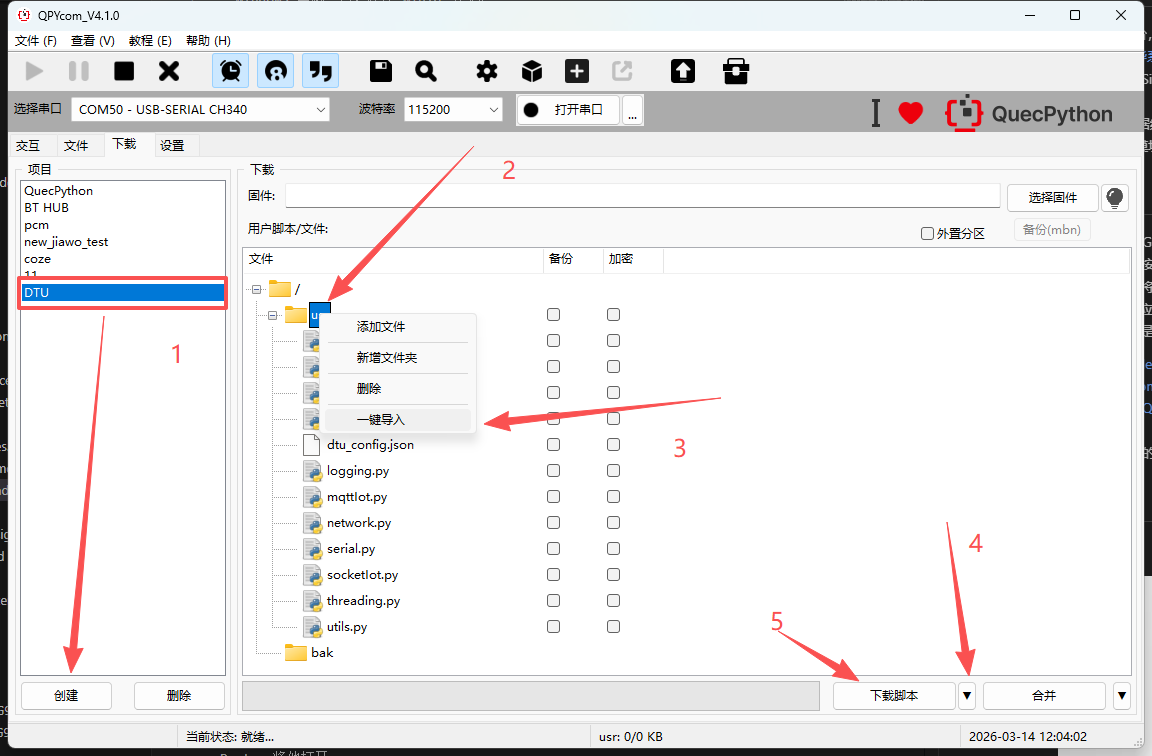 QPYcom_V4.1.0
文件 (F) 查看 (V) 教程 (E) 帮助 (H)
选择串口 COM50 - USB-SERIAL CH340 波特率 115200 打开串口 ... I QuecPython
交互 文件 下载 设置
项目
QuecPython
BT HUB
pcm
new_jiawo_test
coze
11
DTU
1
创建 删除
下载
2
固件: 选择固件
用户脚本/文件: 外置分区 备份(mbn)
文件 备份 加密
/
添加文件
新增文件夹
删除
一键导入
3
dtu_config.json
logging.py
mqttIot.py
network.py
serial.py
socketIot.py
threading.py
utils.py
bak
4
5
下载脚本 ▼ 合并 ▼
当前状态: 就绪... usr: 0/0 KB 2026-03-14 12:04:02